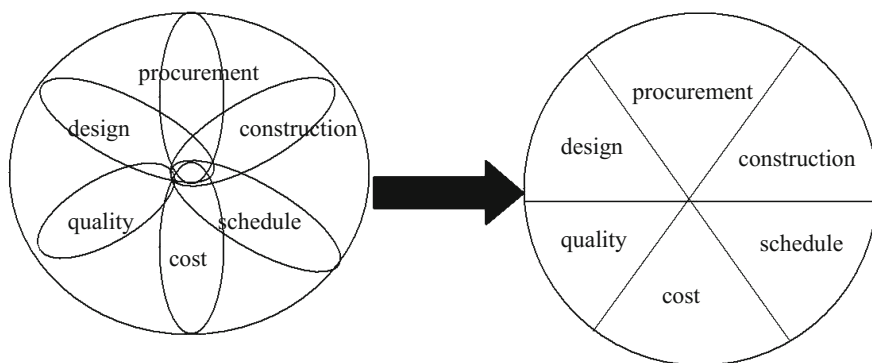 procurement
design
construction
quality
schedule
cost
procurement
design
construction
quality
schedule
cost